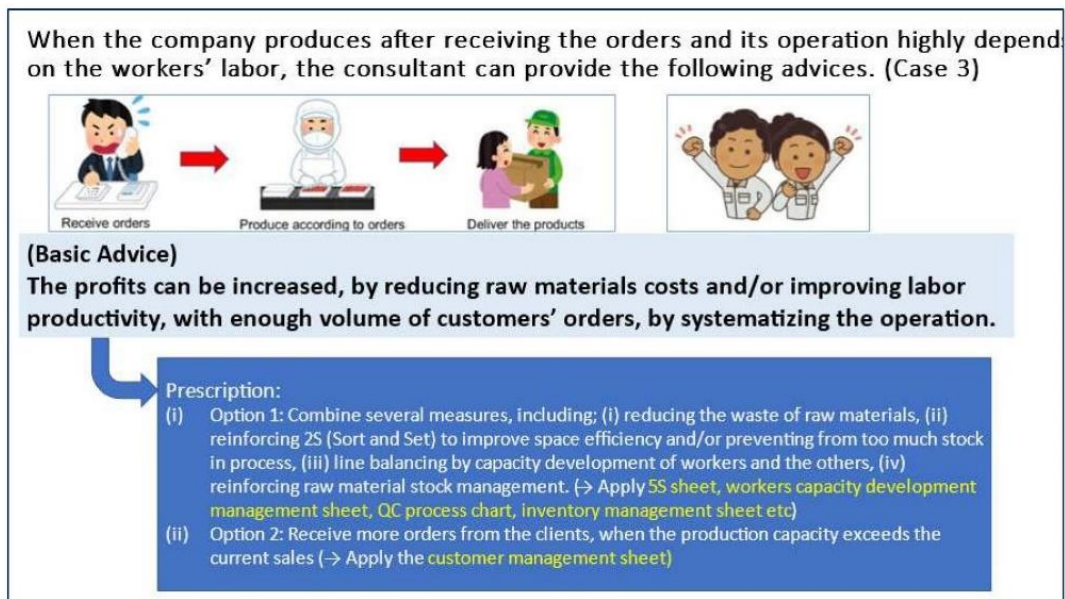 When the company produces after receiving the orders and its operation highly depends
on the workers’ labor, the consultant can provide the following advices. (Case 3)
Receive orders
Produce according to orders
Deliver the products
(Basic Advice)
The profits can be increased, by reducing raw materials costs and/or improving labor
productivity, with enough volume of customers’ orders, by systematizing the operation.
Prescription:
(i) Option 1: Combine several measures, including; (i) reducing the waste of raw materials, (ii)
reinforcing 2S (Sort and Set) to improve space efficiency and/or preventing from too much stock
in process, (iii) line balancing by capacity development of workers and the others, (iv)
reinforcing raw material stock management. (→ Apply 5S sheet, workers capacity development
management sheet, QC process chart, inventory management sheet etc)
(ii) Option 2: Receive more orders from the clients, when the production capacity exceeds the
current sales (→ Apply the customer management sheet)